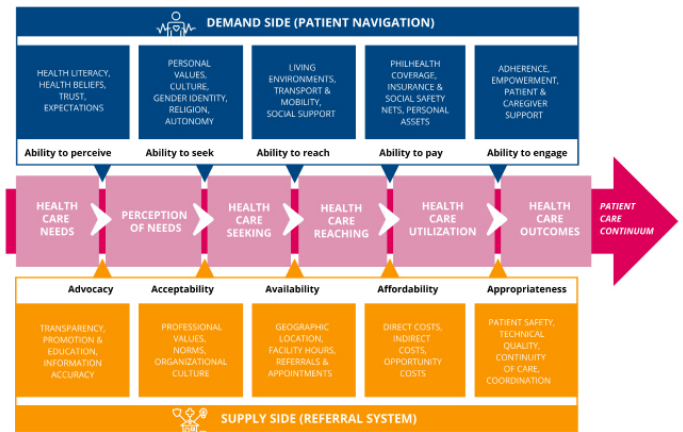 DEMAND SIDE (PATIENT NAVIGATION)
HEALTH LITERACY,
HEALTH BELIEFS,
TRUST,
EXPECTATIONS
PERSONAL
VALUES,
CULTURE,
GENDER IDENTITY,
RELIGION,
AUTONOMY
LIVING
ENVIRONMENTS,
TRANSPORT &
MOBILITY,
SOCIAL SUPPORT
PHILHEALTH
COVERAGE,
INSURANCE &
SOCIAL SAFETY
NETS, PERSONAL
ASSETS
ADHERENCE,
EMPOWERMENT,
PATIENT &
CAREGIVER
SUPPORT
Ability to perceive
Ability to seek
Ability to reach
Ability to pay
Ability to engage
HEALTH
CARE
NEEDS
PERCEPTION
OF NEEDS
HEALTH
CARE
SEEKING
HEALTH
CARE
REACHING
HEALTH
CARE
UTILIZATION
HEALTH
CARE
OUTCOMES
PATIENT
CARE
CONTINUUM
Advocacy
Acceptability
Availability
Affordability
Appropriateness
TRANSPARENCY,
PROMOTION &
EDUCATION,
INFORMATION
ACCURACY
PROFESSIONAL
VALUES,
NORMS,
ORGANIZATIONAL
CULTURE
GEOGRAPHIC
LOCATION,
FACILITY HOURS,
REFERRALS &
APPOINTMENTS
DIRECT COSTS,
INDIRECT
COSTS,
OPPORTUNITY
COSTS
PATIENT SAFETY,
TECHNICAL
QUALITY,
CONTINUITY
OF CARE,
COORDINATION
SUPPLY SIDE (REFERRAL SYSTEM)